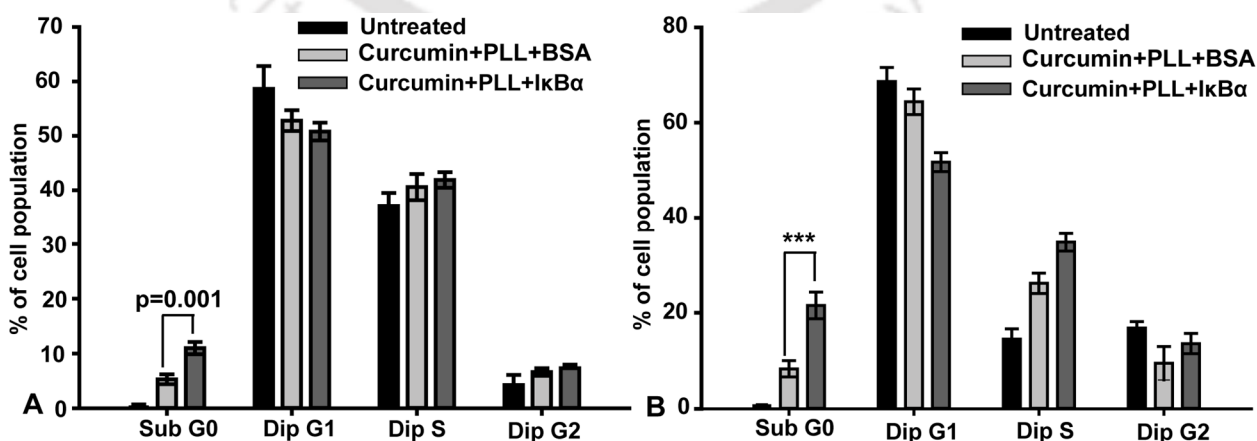 70
60
50
40
30
20
10
0
% of cell population
Untreated
Curcumin+PLL+BSA
Curcumin+PLL+IκBα
p=0.001
A
Sub G0 Dip G1 Dip S Dip G2
80
60
40
20
0
% of cell population
Untreated
Curcumin+PLL+BSA
Curcumin+PLL+IκBα
***
B
Sub G0 Dip G1 Dip S Dip G2